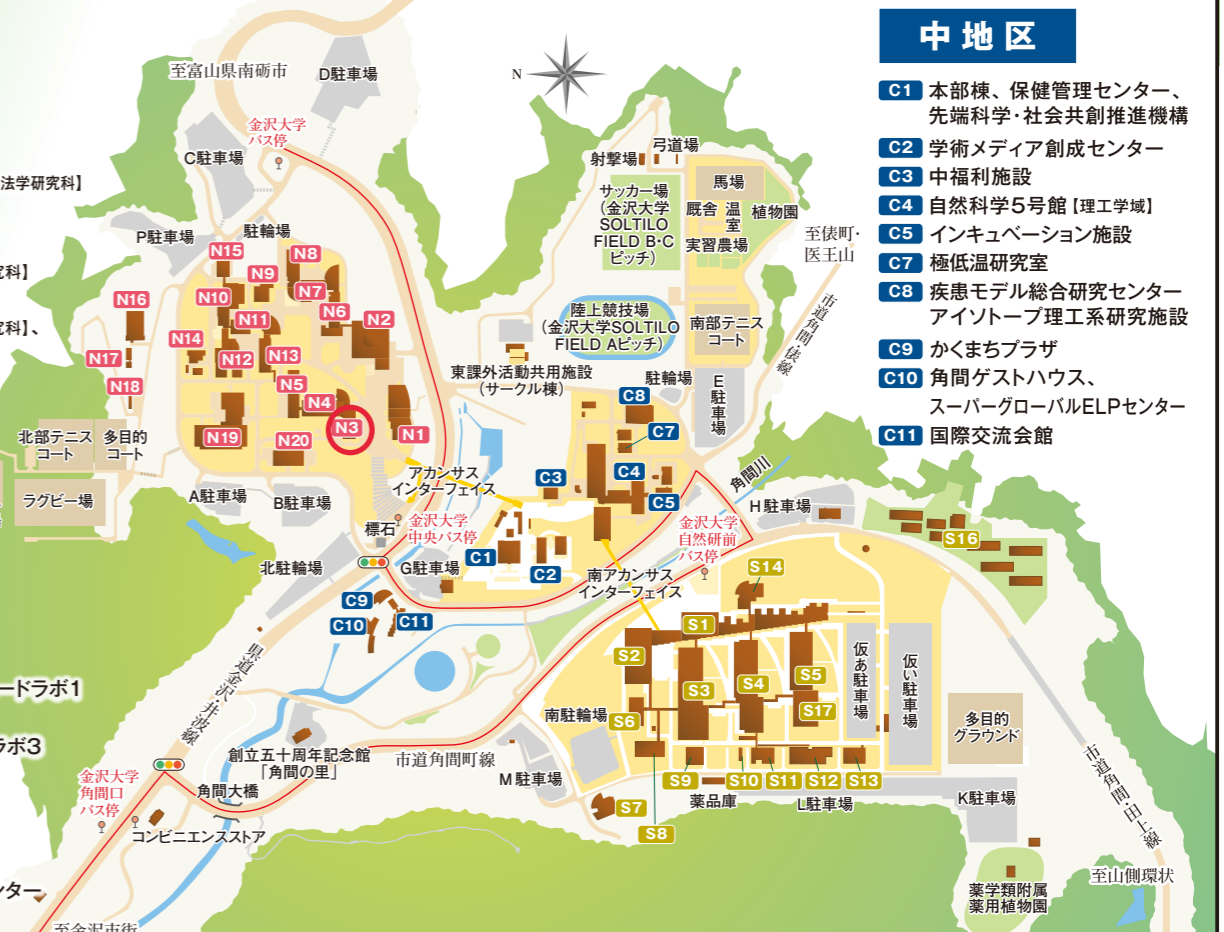 中地区
C1 本部棟、保健管理センター、
先端科学・社会共創推進機構
C2 学術メディア創成センター
C3 中福利施設
C4 自然科学5号館【理工学域】
C5 インキュベーション施設
C7 極低温研究室
C8 疾患モデル総合研究センター
アイソトープ理工系研究施設
C9 かくまちプラザ
C10 角間ゲストハウス、
スーパーグローバルELPセンター
C11 国際交流会館
至富山県南砺市
D駐車場
N
金沢大学
バス停
C駐車場
法学研究科】
P駐車場
駐輪場
究科】
究科】、
N15
N8
N9
N7
N10
N6
N16
N11
N2
N14
N12
N13
N17
N18
N5
N4
N3
N1
N19
N20
北部テニス
コート
多目的
コート
ラグビー場
A駐車場
B駐車場
射撃場
弓道場
サッカー場
(金沢大学
SOLTILO
FIELD B・C
ピッチ)
馬場
厩舎
温室
植物園
実習農場
至俵町・
医王山
市道角間・俵線
陸上競技場
(金沢大学SOLTILO
FIELD Aピッチ)
南部テニス
コート
東課外活動共用施設
(サークル棟)
駐輪場
E駐車場
C8
C7
C4
C3
C5
アカンサス
インターフェイス
角間川
標石
金沢大学
中央バス停
金沢大学
自然研前
バス停
H駐車場
S16
北駐輪場
G駐車場
C1
C2
南アカンサス
インターフェイス
S14
C9
C10
C11
S1
S2
S3
S4
S5
S17
S6
仮あ駐車場
仮い駐車場
南駐輪場
多目的
グラウンド
県道金沢・井波線
ードラボ1
ラボ3
創立五十周年記念館
「角間の里」
市道角間町線
M駐車場
S9
S10
S11
S12
S13
薬品庫
L駐車場
K駐車場
S7
S8
市道角間・田上線
金沢大学
角間口
バス停
角間大橋
コンビニエンスストア
ンター
至金沢市街
薬学類附属
薬用植物園
至山側環状